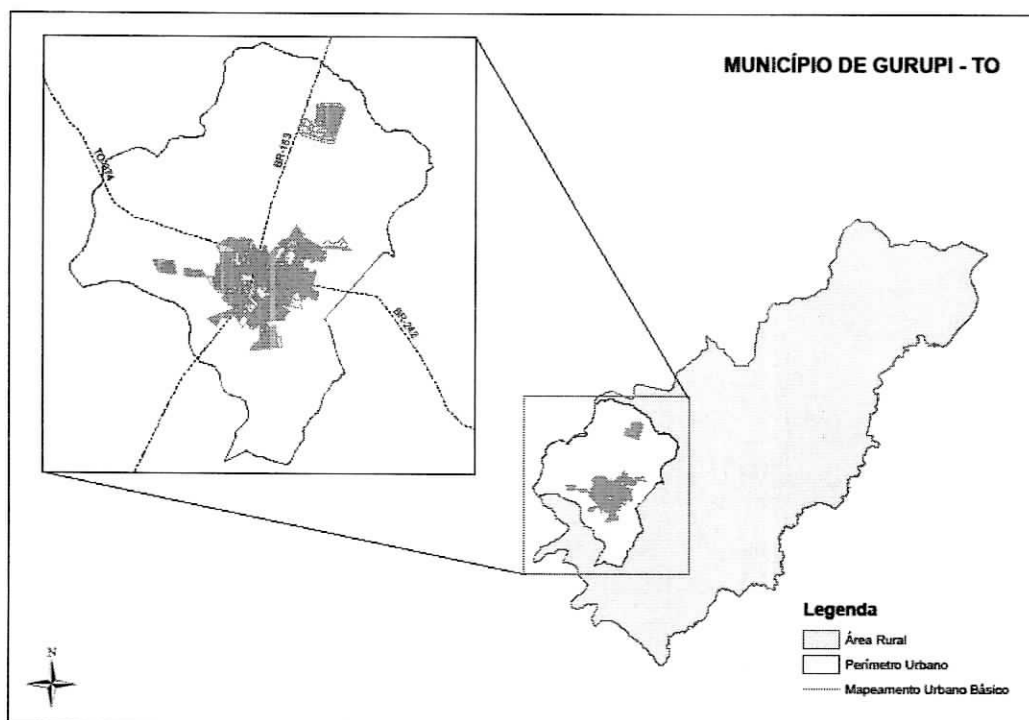 MUNICÍPIO DE GURUPI - TO
BR-153
TO-374
BR-242
Legenda
Área Rural
Perímetro Urbano
Mapeamento Urbano Básico
N